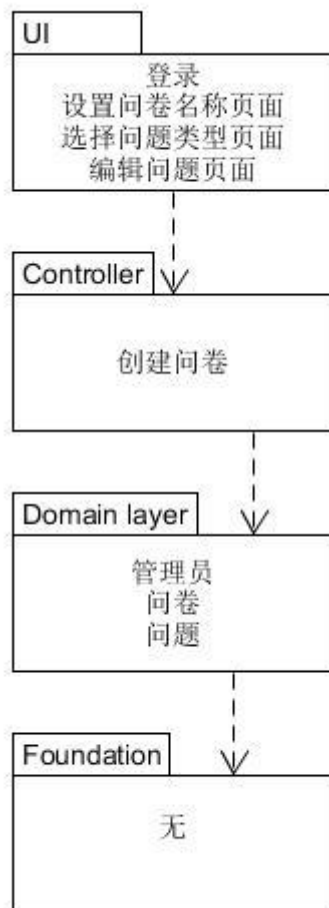 UI
登录
设置问卷名称页面
选择问题类型页面
编辑问题页面
Controller
创建问卷
Domain layer
管理员
问卷
问题
Foundation
无